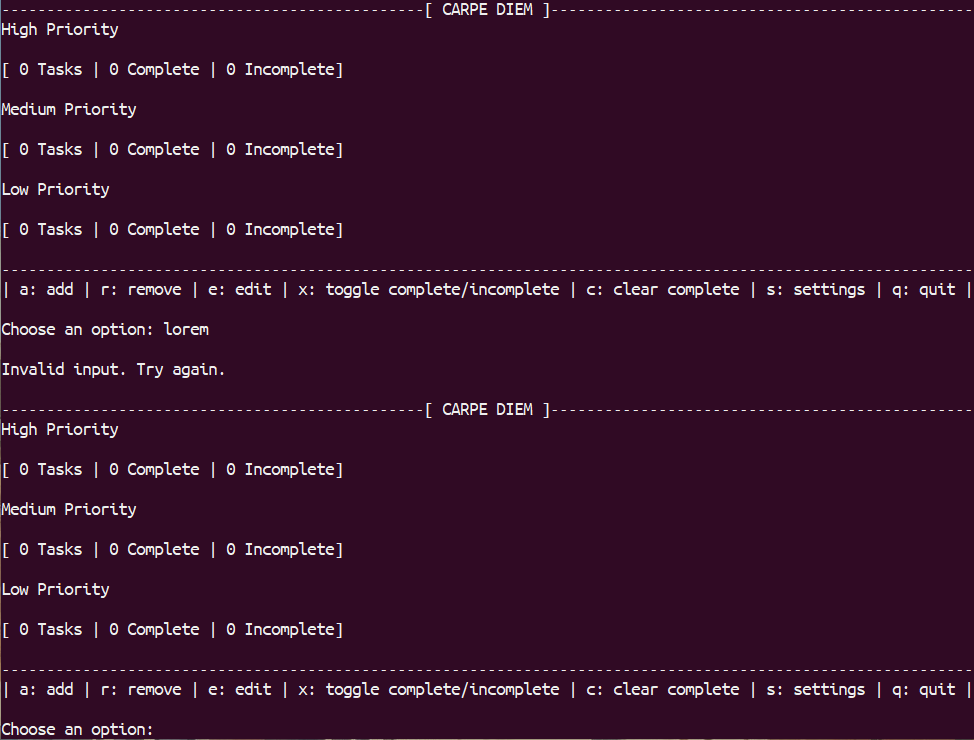 -----------------------------------------------[ CARPE DIEM ]-----------------------------------------------
High Priority
[ 0 Tasks | 0 Complete | 0 Incomplete]
Medium Priority
[ 0 Tasks | 0 Complete | 0 Incomplete]
Low Priority
[ 0 Tasks | 0 Complete | 0 Incomplete]
------------------------------------------------------------------------------------------------------------
| a: add | r: remove | e: edit | x: toggle complete/incomplete | c: clear complete | s: settings | q: quit |
Choose an option: lorem
Invalid input. Try again.
-----------------------------------------------[ CARPE DIEM ]-----------------------------------------------
High Priority
[ 0 Tasks | 0 Complete | 0 Incomplete]
Medium Priority
[ 0 Tasks | 0 Complete | 0 Incomplete]
Low Priority
[ 0 Tasks | 0 Complete | 0 Incomplete]
------------------------------------------------------------------------------------------------------------
| a: add | r: remove | e: edit | x: toggle complete/incomplete | c: clear complete | s: settings | q: quit |
Choose an option: